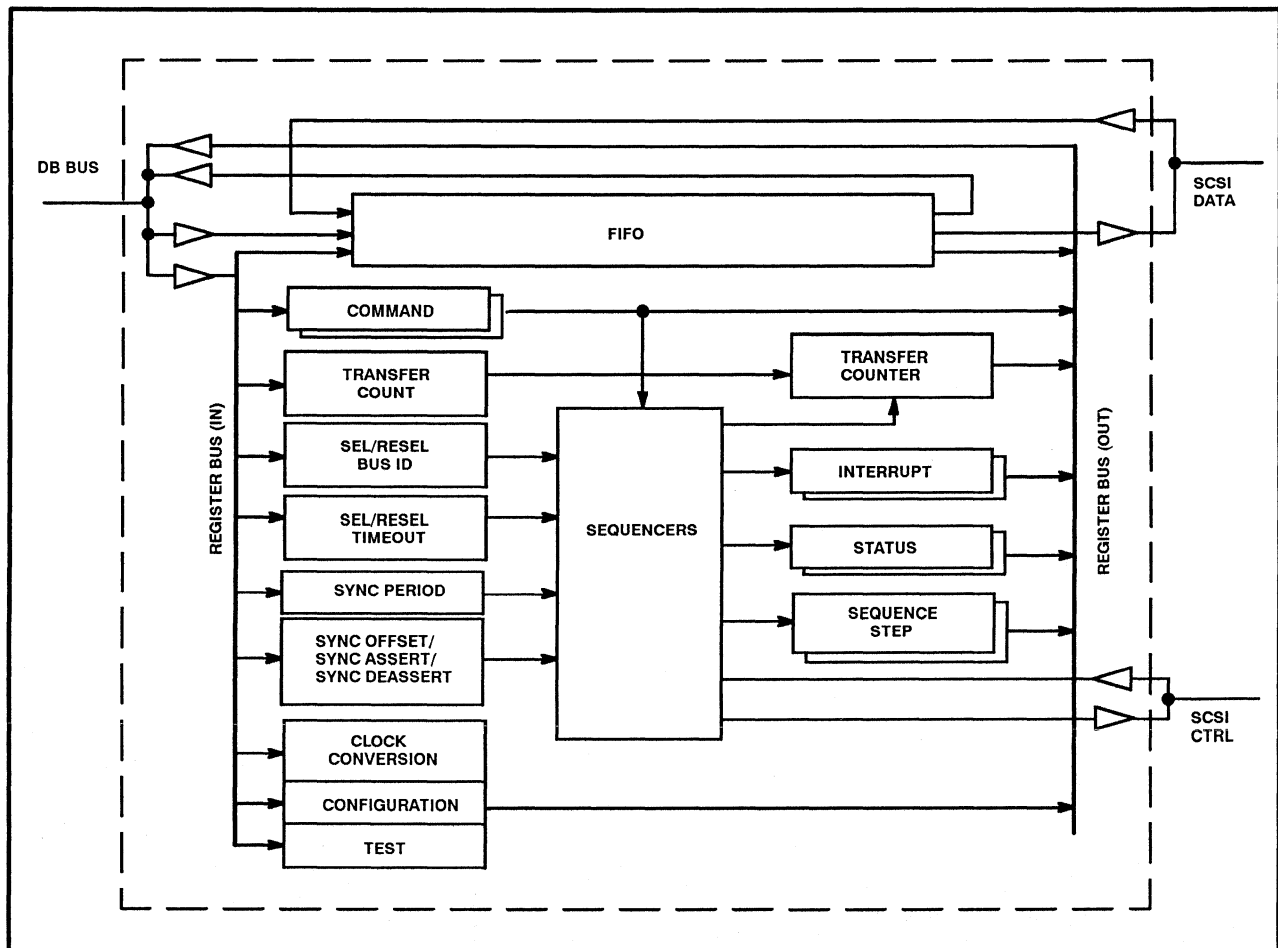 DB BUS
SCSI
DATA
FIFO
COMMAND
TRANSFER
COUNT
TRANSFER
COUNTER
REGISTER BUS (IN)
SEL/RESEL
BUS ID
SEL/RESEL
TIMEOUT
SYNC PERIOD
SYNC OFFSET/
SYNC ASSERT/
SYNC DEASSERT
SEQUENCERS
INTERRUPT
STATUS
SEQUENCE
STEP
REGISTER BUS (OUT)
CLOCK
CONVERSION
CONFIGURATION
TEST
SCSI
CTRL